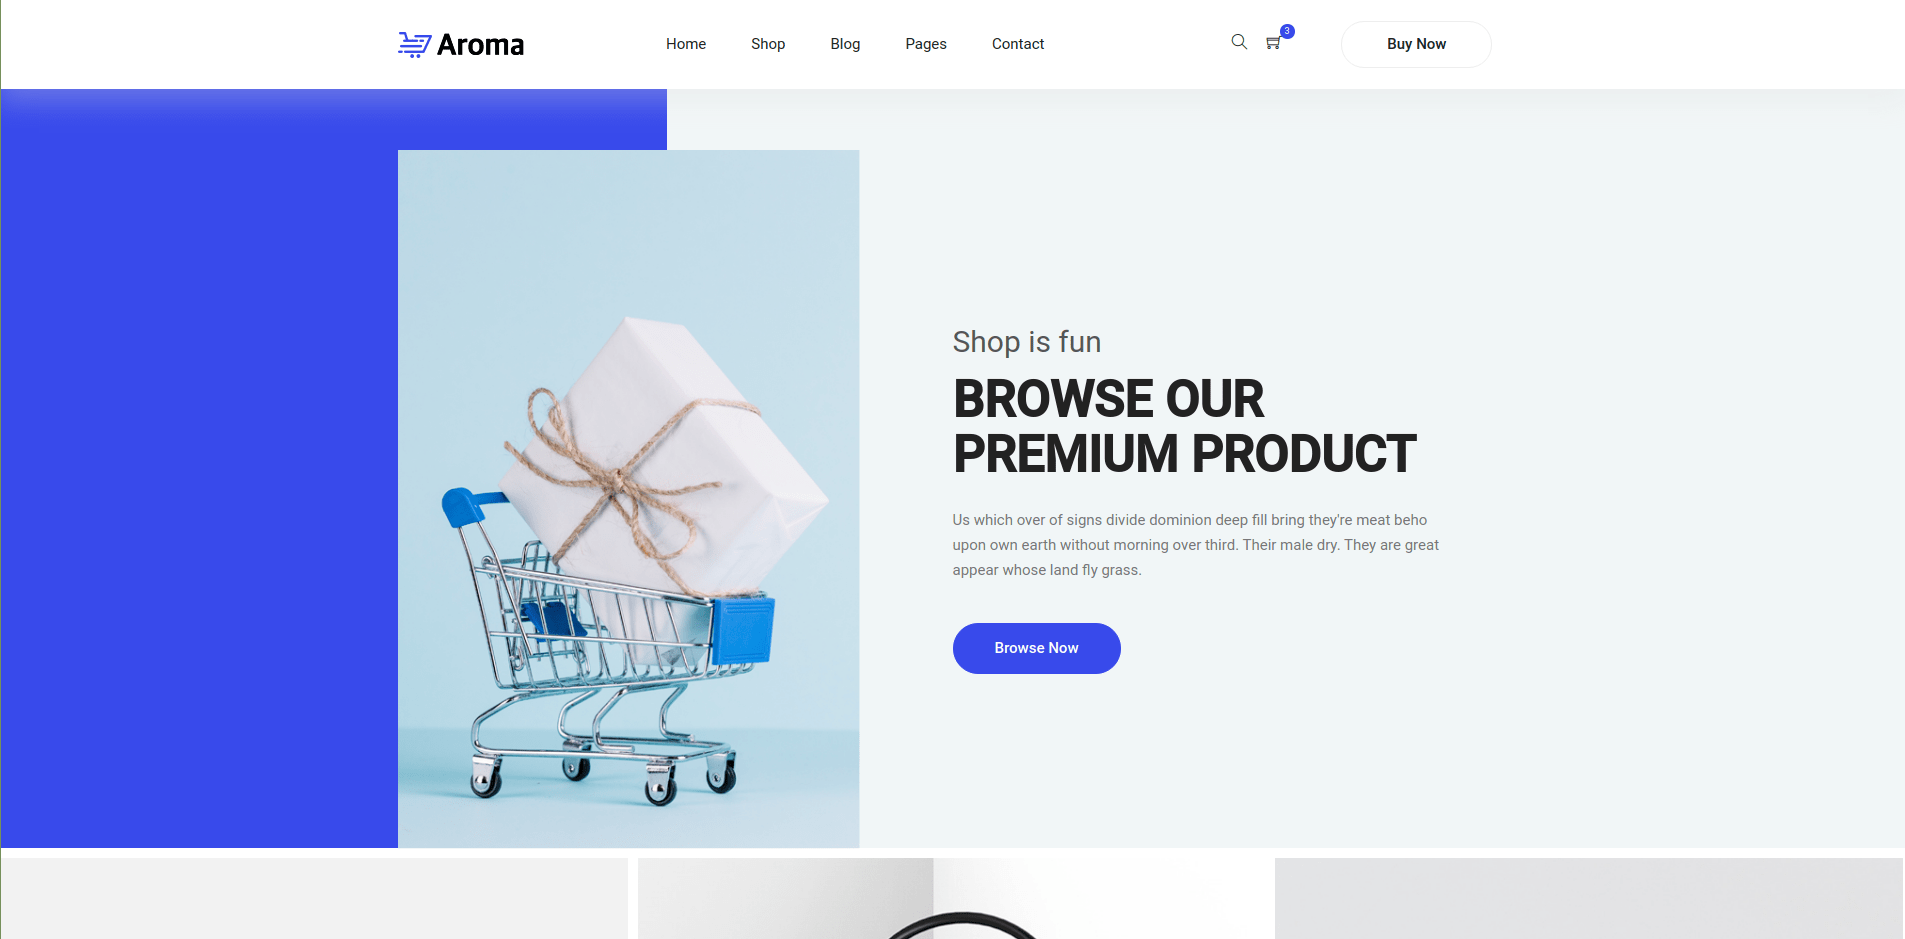 Aroma
Home
Shop
Blog
Pages
Contact
3
Buy Now
Shop is fun
BROWSE OUR
PREMIUM PRODUCT
Us which over of signs divide dominion deep fill bring they're meat beho
upon own earth without morning over third. Their male dry. They are great
appear whose land fly grass.
Browse Now